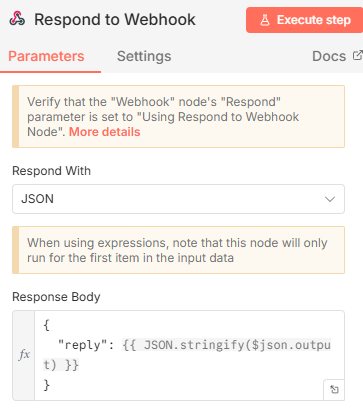 Respond to Webhook
Execute step
Parameters
Settings
Docs
Verify that the "Webhook" node's "Respond"
parameter is set to "Using Respond to Webhook
Node". More details
Respond With
JSON
When using expressions, note that this node will only
run for the first item in the input data
Response Body
fx
{
"reply": {{ JSON.stringify($json.outpu
t) }}
}